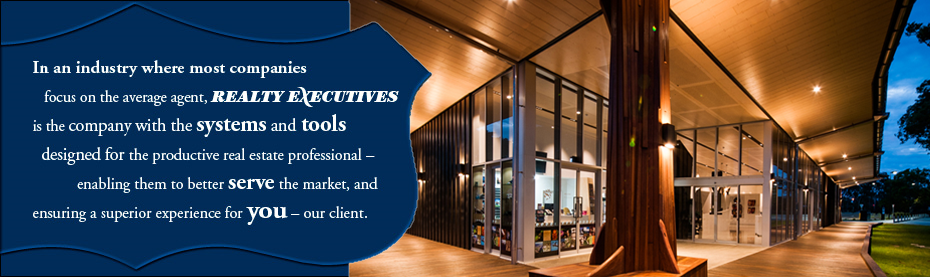 In an industry where most companies
focus on the average agent, REALTY EXECUTIVES
is the company with the systems and tools
designed for the productive real estate professional –
enabling them to better serve the market, and
ensuring a superior experience for you – our client.